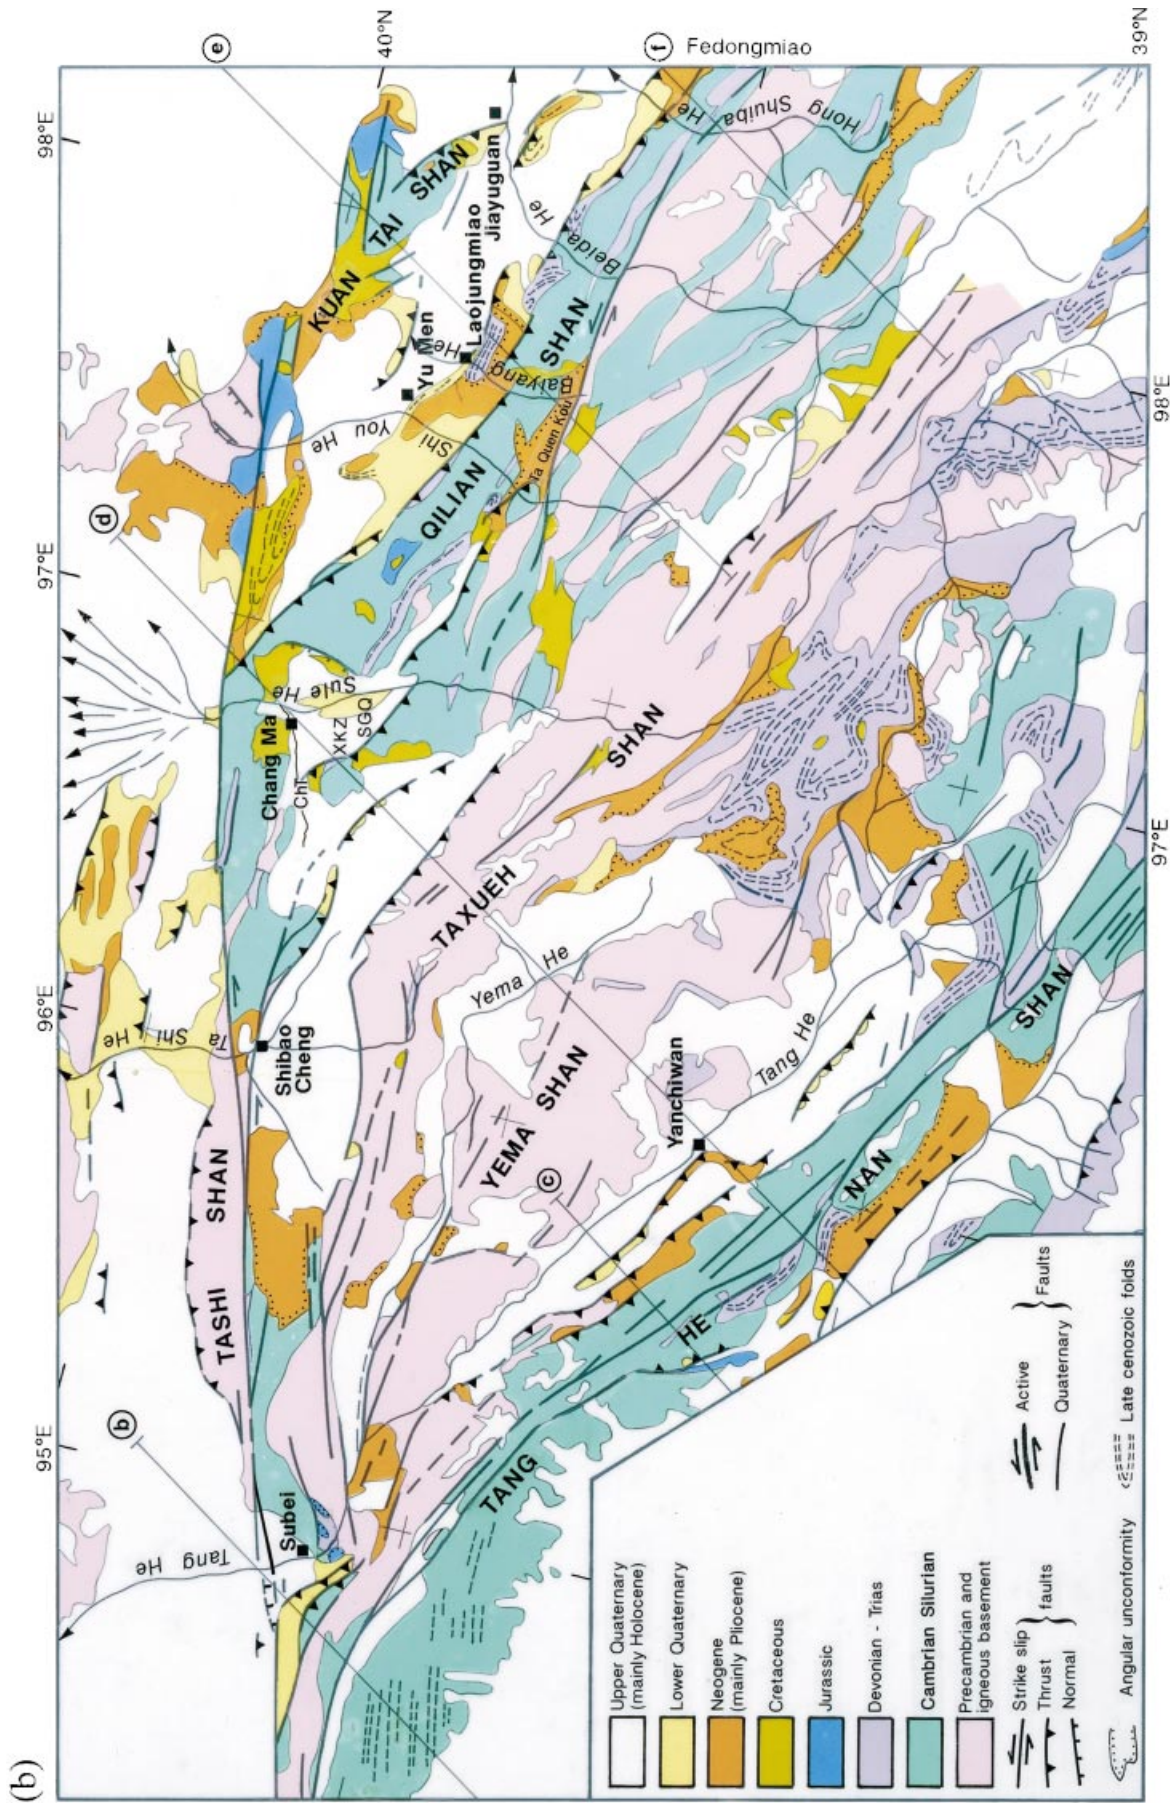 (b)
95°E
96°E
97°E
98°E
e
40°N
f
Fedongmiao
39°N
98°E
97°E
d
b
c
Tang He
Subei
TASHI SHAN
Ta Shi He
Shibao
Cheng
Chang Ma
ChT
Sule He
XKZ
SGQ
You He
Shi
KUAN
TAI
SHAN
Yu Men
He
Laojungmiao
Jiayuguan
Baiyang
Ta Quen Kou
QILIAN
SHAN
Beida
He
Hong Shuiba He
TAXUEH
SHAN
Yema He
YEMA SHAN
Yanchiwan
Tang He
TANG
HE
NAN
SHAN
Upper Quaternary
(mainly Holocene)
Lower Quaternary
Neogene
(mainly Pliocene)
Cretaceous
Jurassic
Devonian - Trias
Cambrian Silurian
Precambrian and
igneous basement
Strike slip
Thrust
Normal
faults
Angular unconformity
Active
Quaternary
Faults
Late cenozoic folds